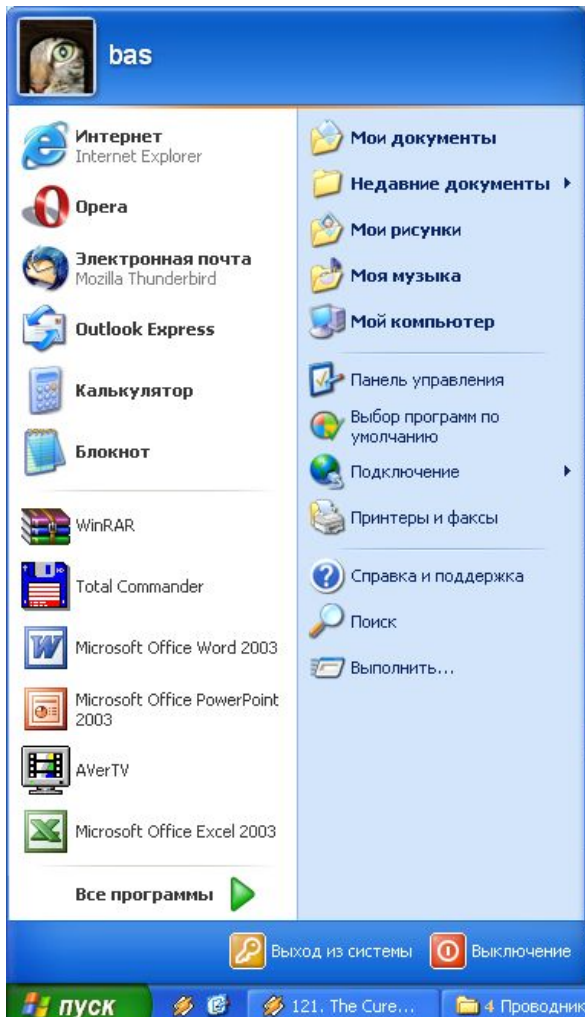 bas
Интернет
Internet Explorer
Opera
Электронная почта
Mozilla Thunderbird
Outlook Express
Калькулятор
Блокнот
WinRAR
Total Commander
Microsoft Office Word 2003
Microsoft Office PowerPoint
2003
AVerTV
Microsoft Office Excel 2003
Все программы
Мои документы
Недавние документы
Мои рисунки
Моя музыка
Мой компьютер
Панель управления
Выбор программ по
умолчанию
Подключение
Принтеры и факсы
Справка и поддержка
Поиск
Выполнить...
Выход из системы
Выключение
пуск
121. The Cure...
4 Проводник